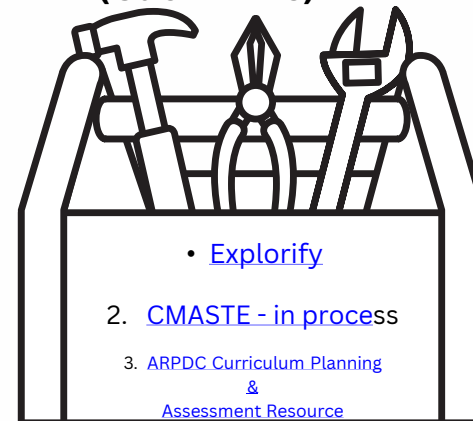 • Explorify
2. CMASTE - in process
3. ARPDC Curriculum Planning
&
Assessment Resource